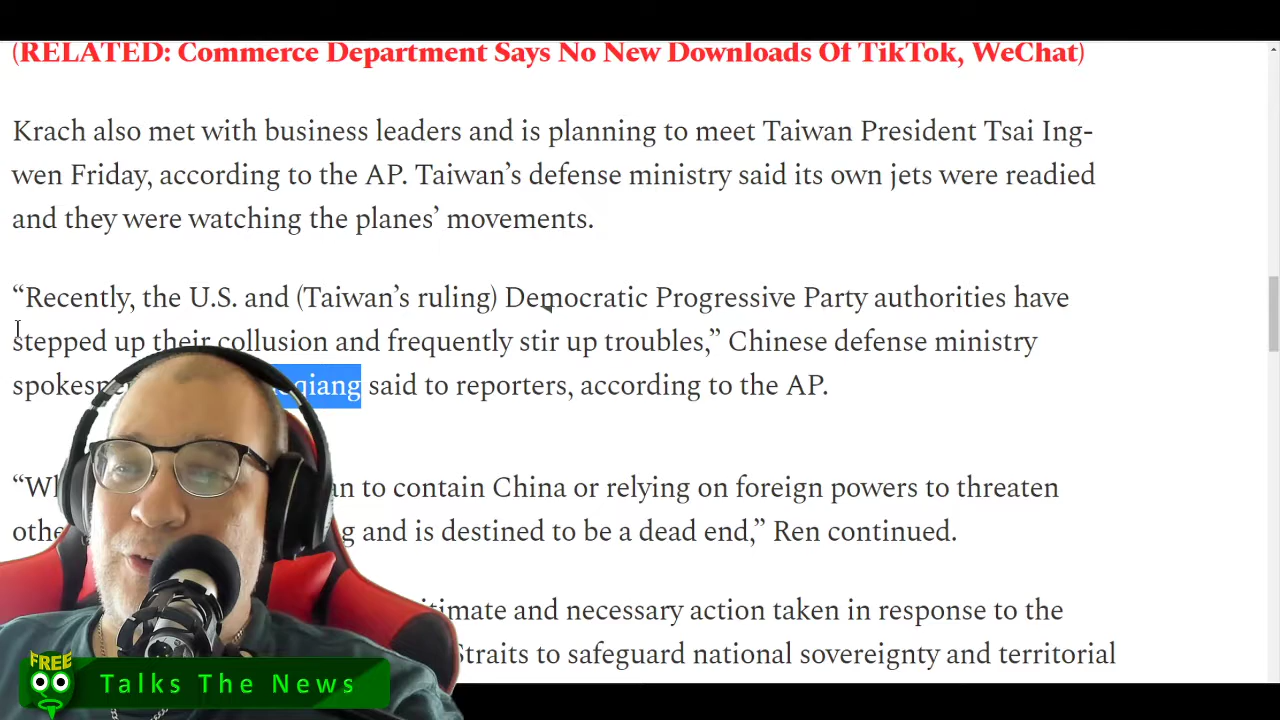 (RELATED: Commerce Department Says No New Downloads Of TikTok, WeChat)
Krach also met with business leaders and is planning to meet Taiwan President Tsai Ing-
wen Friday, according to the AP. Taiwan’s defense ministry said its own jets were readied
and they were watching the planes’ movements.
“Recently, the U.S. and (Taiwan’s ruling) Democratic Progressive Party authorities have
stepped up their collusion and frequently stir up troubles,” Chinese defense ministry
said to reporters, according to the AP.
to contain China or relying on foreign powers to threaten
and is destined to be a dead end,” Ren continued.
and necessary action taken in response to the
Straits to safeguard national sovereignty and territorial
FREE
Talks The News